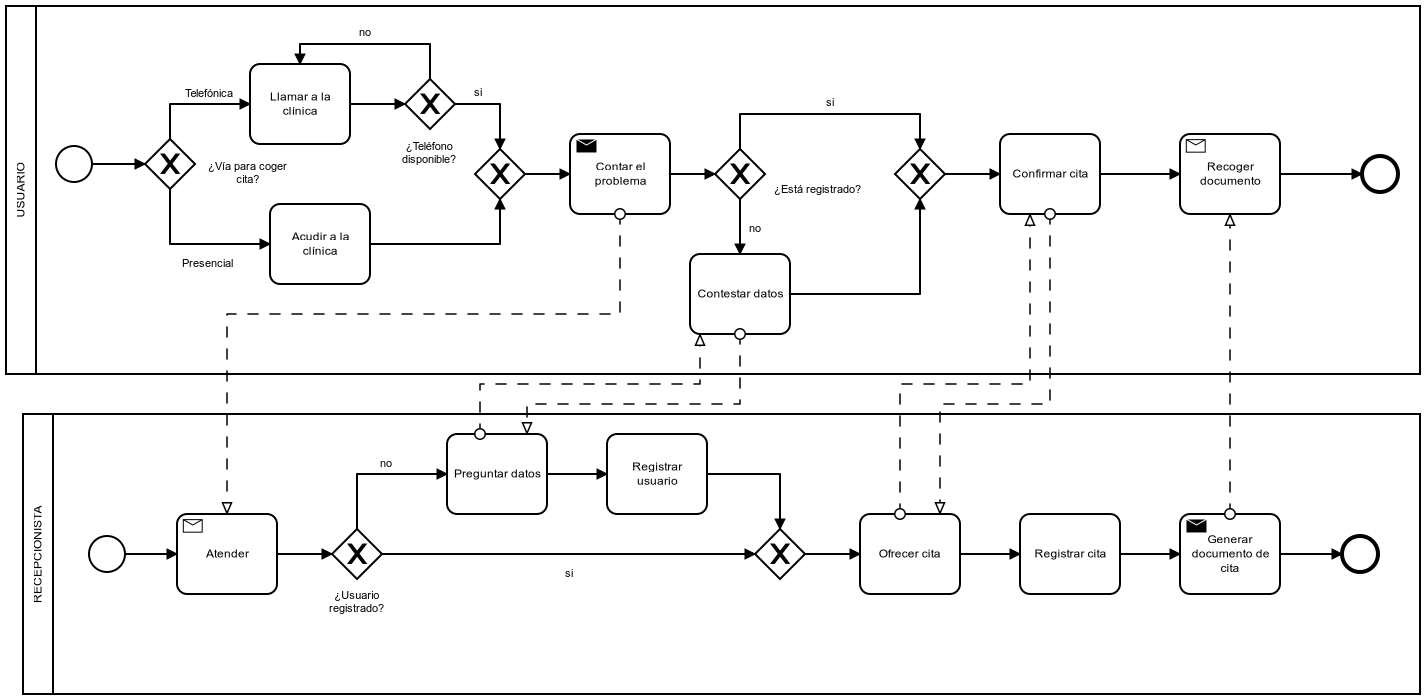 USUARIO
no
Telefónica
Llamar a la
clínica
si
¿Teléfono
disponible?
¿Vía para coger
cita?
Acudir a la
clínica
Presencial
Contar el
problema
si
¿Está registrado?
no
Contestar datos
Confirmar cita
Recoger
documento
RECEPCIONISTA
Atender
¿Usuario
registrado?
no
Preguntar datos
Registrar
usuario
si
Ofrecer cita
Registrar cita
Generar
documento de
cita